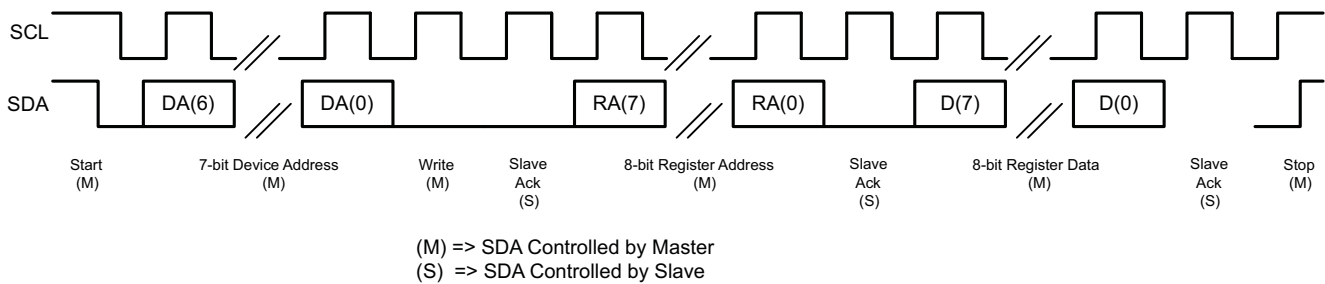 SCL
SDA
DA(6)
DA(0)
RA(7)
RA(0)
D(7)
D(0)
Start
(M)
7-bit Device Address
(M)
Write
(M)
Slave
Ack
(S)
8-bit Register Address
(M)
Slave
Ack
(S)
8-bit Register Data
(M)
Slave
Ack
(S)
Stop
(M)
(M) => SDA Controlled by Master
(S) => SDA Controlled by Slave